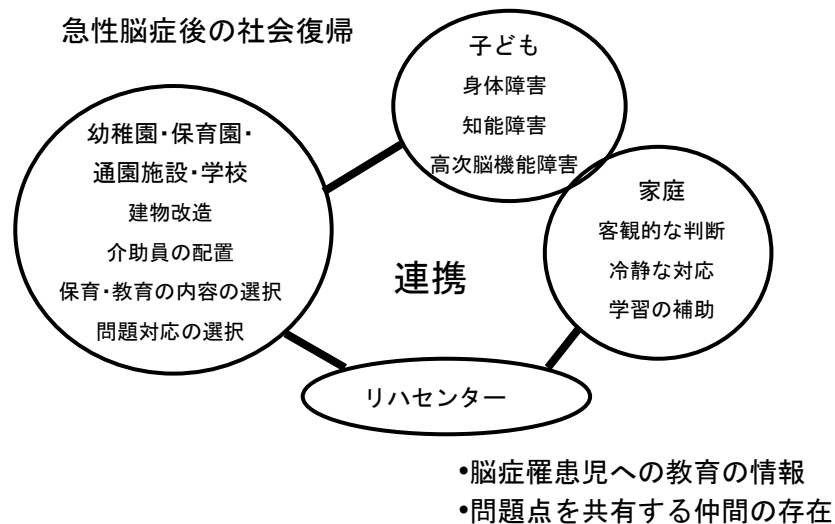 急性脳症後の社会復帰
子ども
身体障害
知能障害
高次脳機能障害
幼稚園・保育園・
通園施設・学校
建物改造
介助員の配置
保育・教育の内容の選択
問題対応の選択
家庭
客観的な判断
冷静な対応
学習の補助
連携
リハセンター
•脳症罹患児への教育の情報
•問題点を共有する仲間の存在